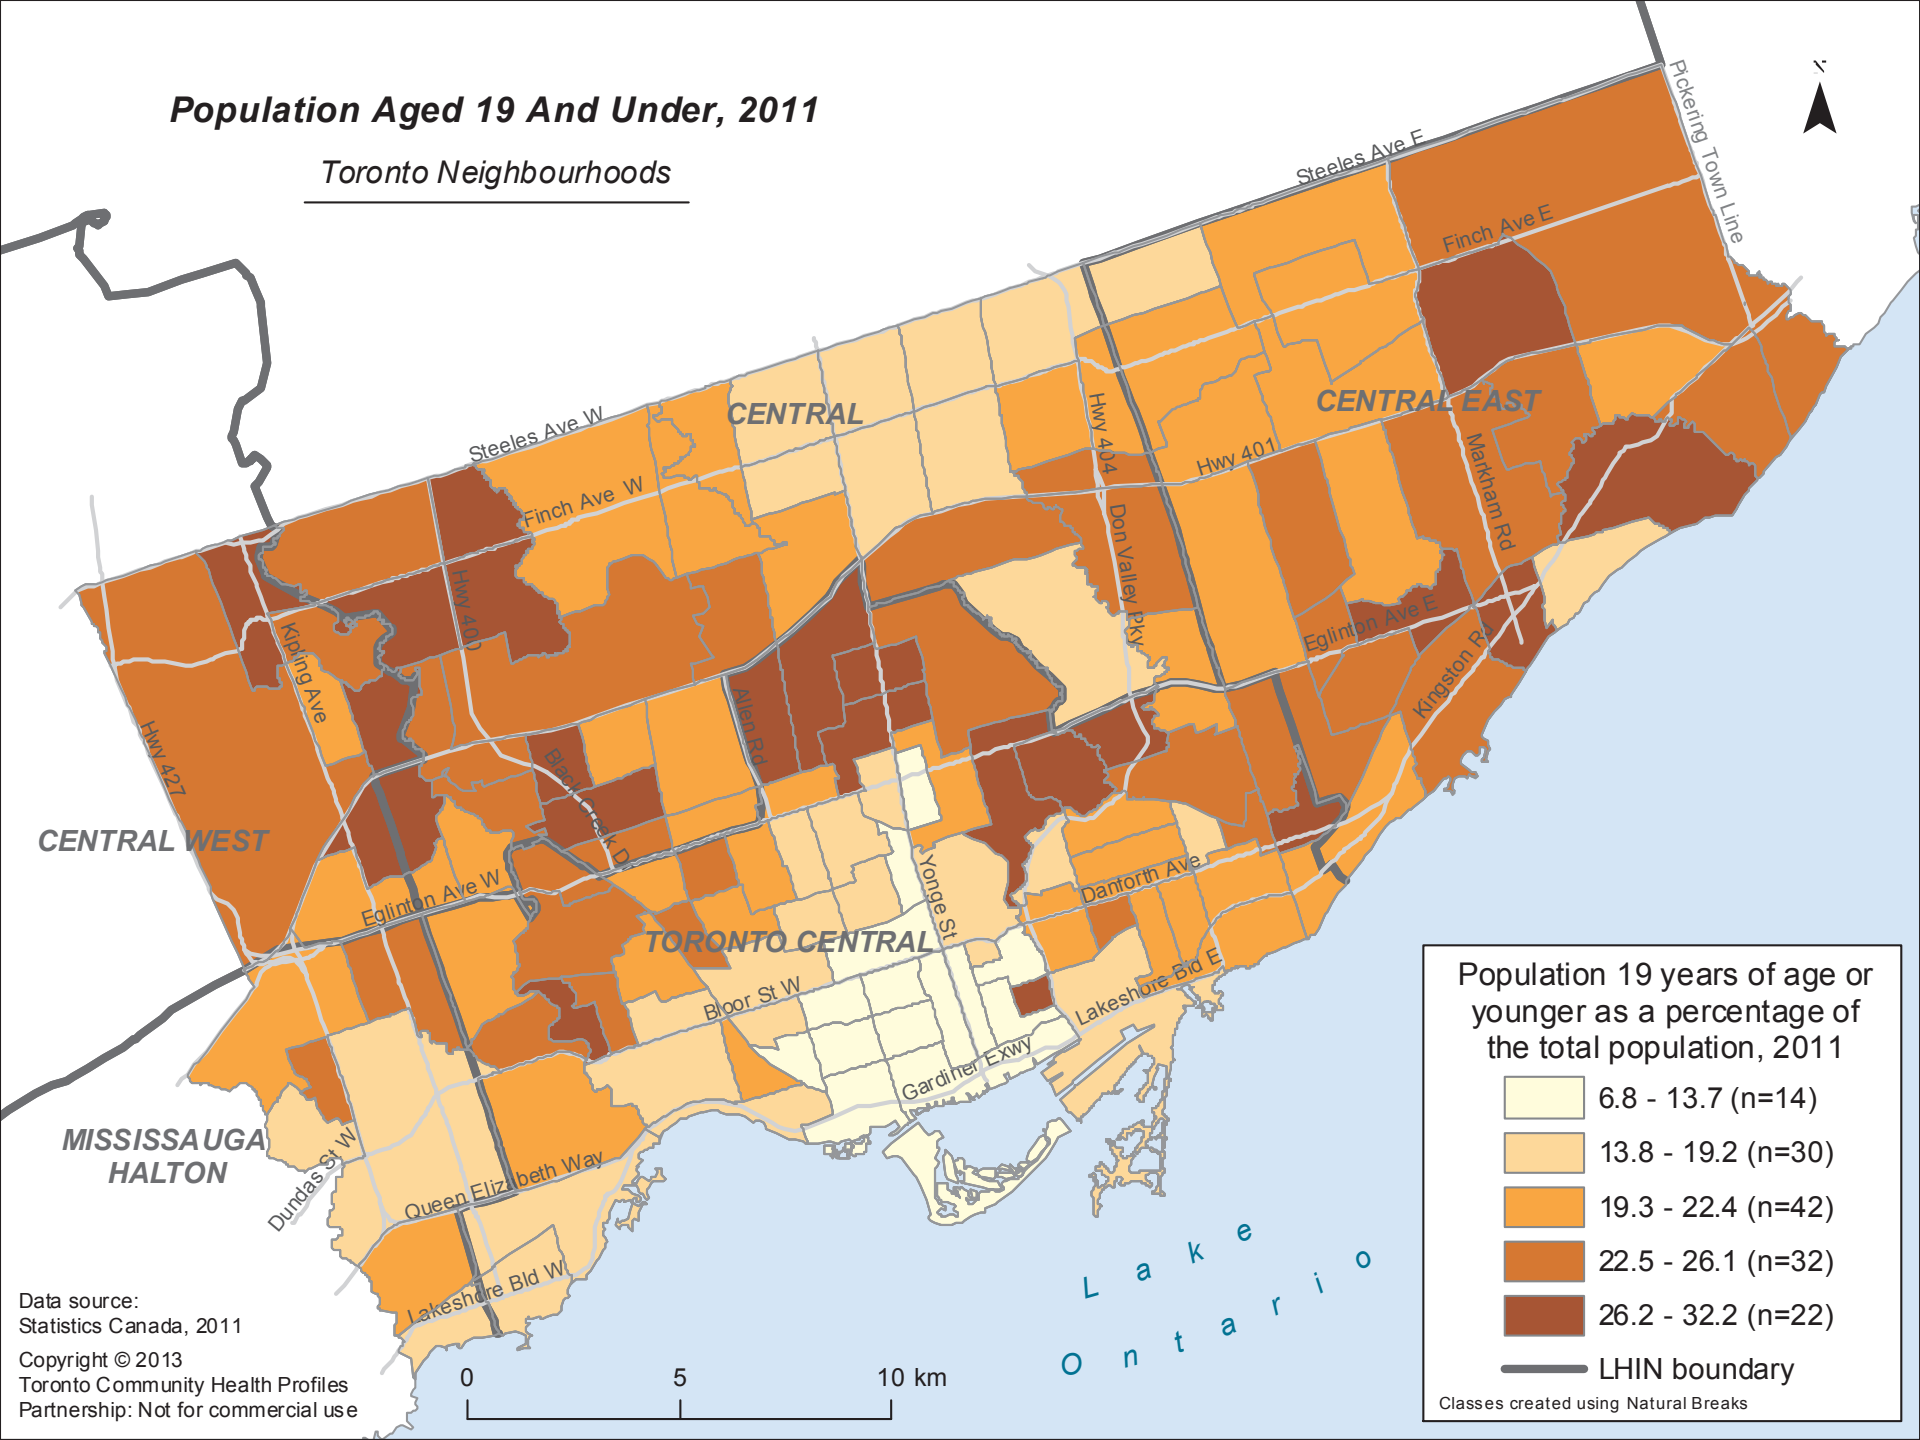 Population Aged 19 And Under, 2011
Toronto Neighbourhoods
N
Pickering Town Line
Steeles Ave E
Finch Ave E
CENTRAL
CENTRAL EAST
Steeles Ave W
Finch Ave W
Hwy 404
Hwy 401
Markham Rd
Don Valley Pky
Hwy 400
Kipling Ave
Eglinton Ave E
Kingston Rd
Hwy 427
Allen Rd
Black Creek D
CENTRAL WEST
Eglinton Ave W
Yonge St
Danforth Ave
TORONTO CENTRAL
Bloor St W
Lakeshore Bld E
Gardiner Exwy
MISSISSAUGA
HALTON
Dundas St W
Queen Elizabeth Way
Lakeshore Bld W
Lake
Ontario
Population 19 years of age or
younger as a percentage of
the total population, 2011
6.8 - 13.7 (n=14)
13.8 - 19.2 (n=30)
19.3 - 22.4 (n=42)
22.5 - 26.1 (n=32)
26.2 - 32.2 (n=22)
LHIN boundary
Classes created using Natural Breaks
Data source:
Statistics Canada, 2011
Copyright © 2013
Toronto Community Health Profiles
Partnership: Not for commercial use
0 5 10 km